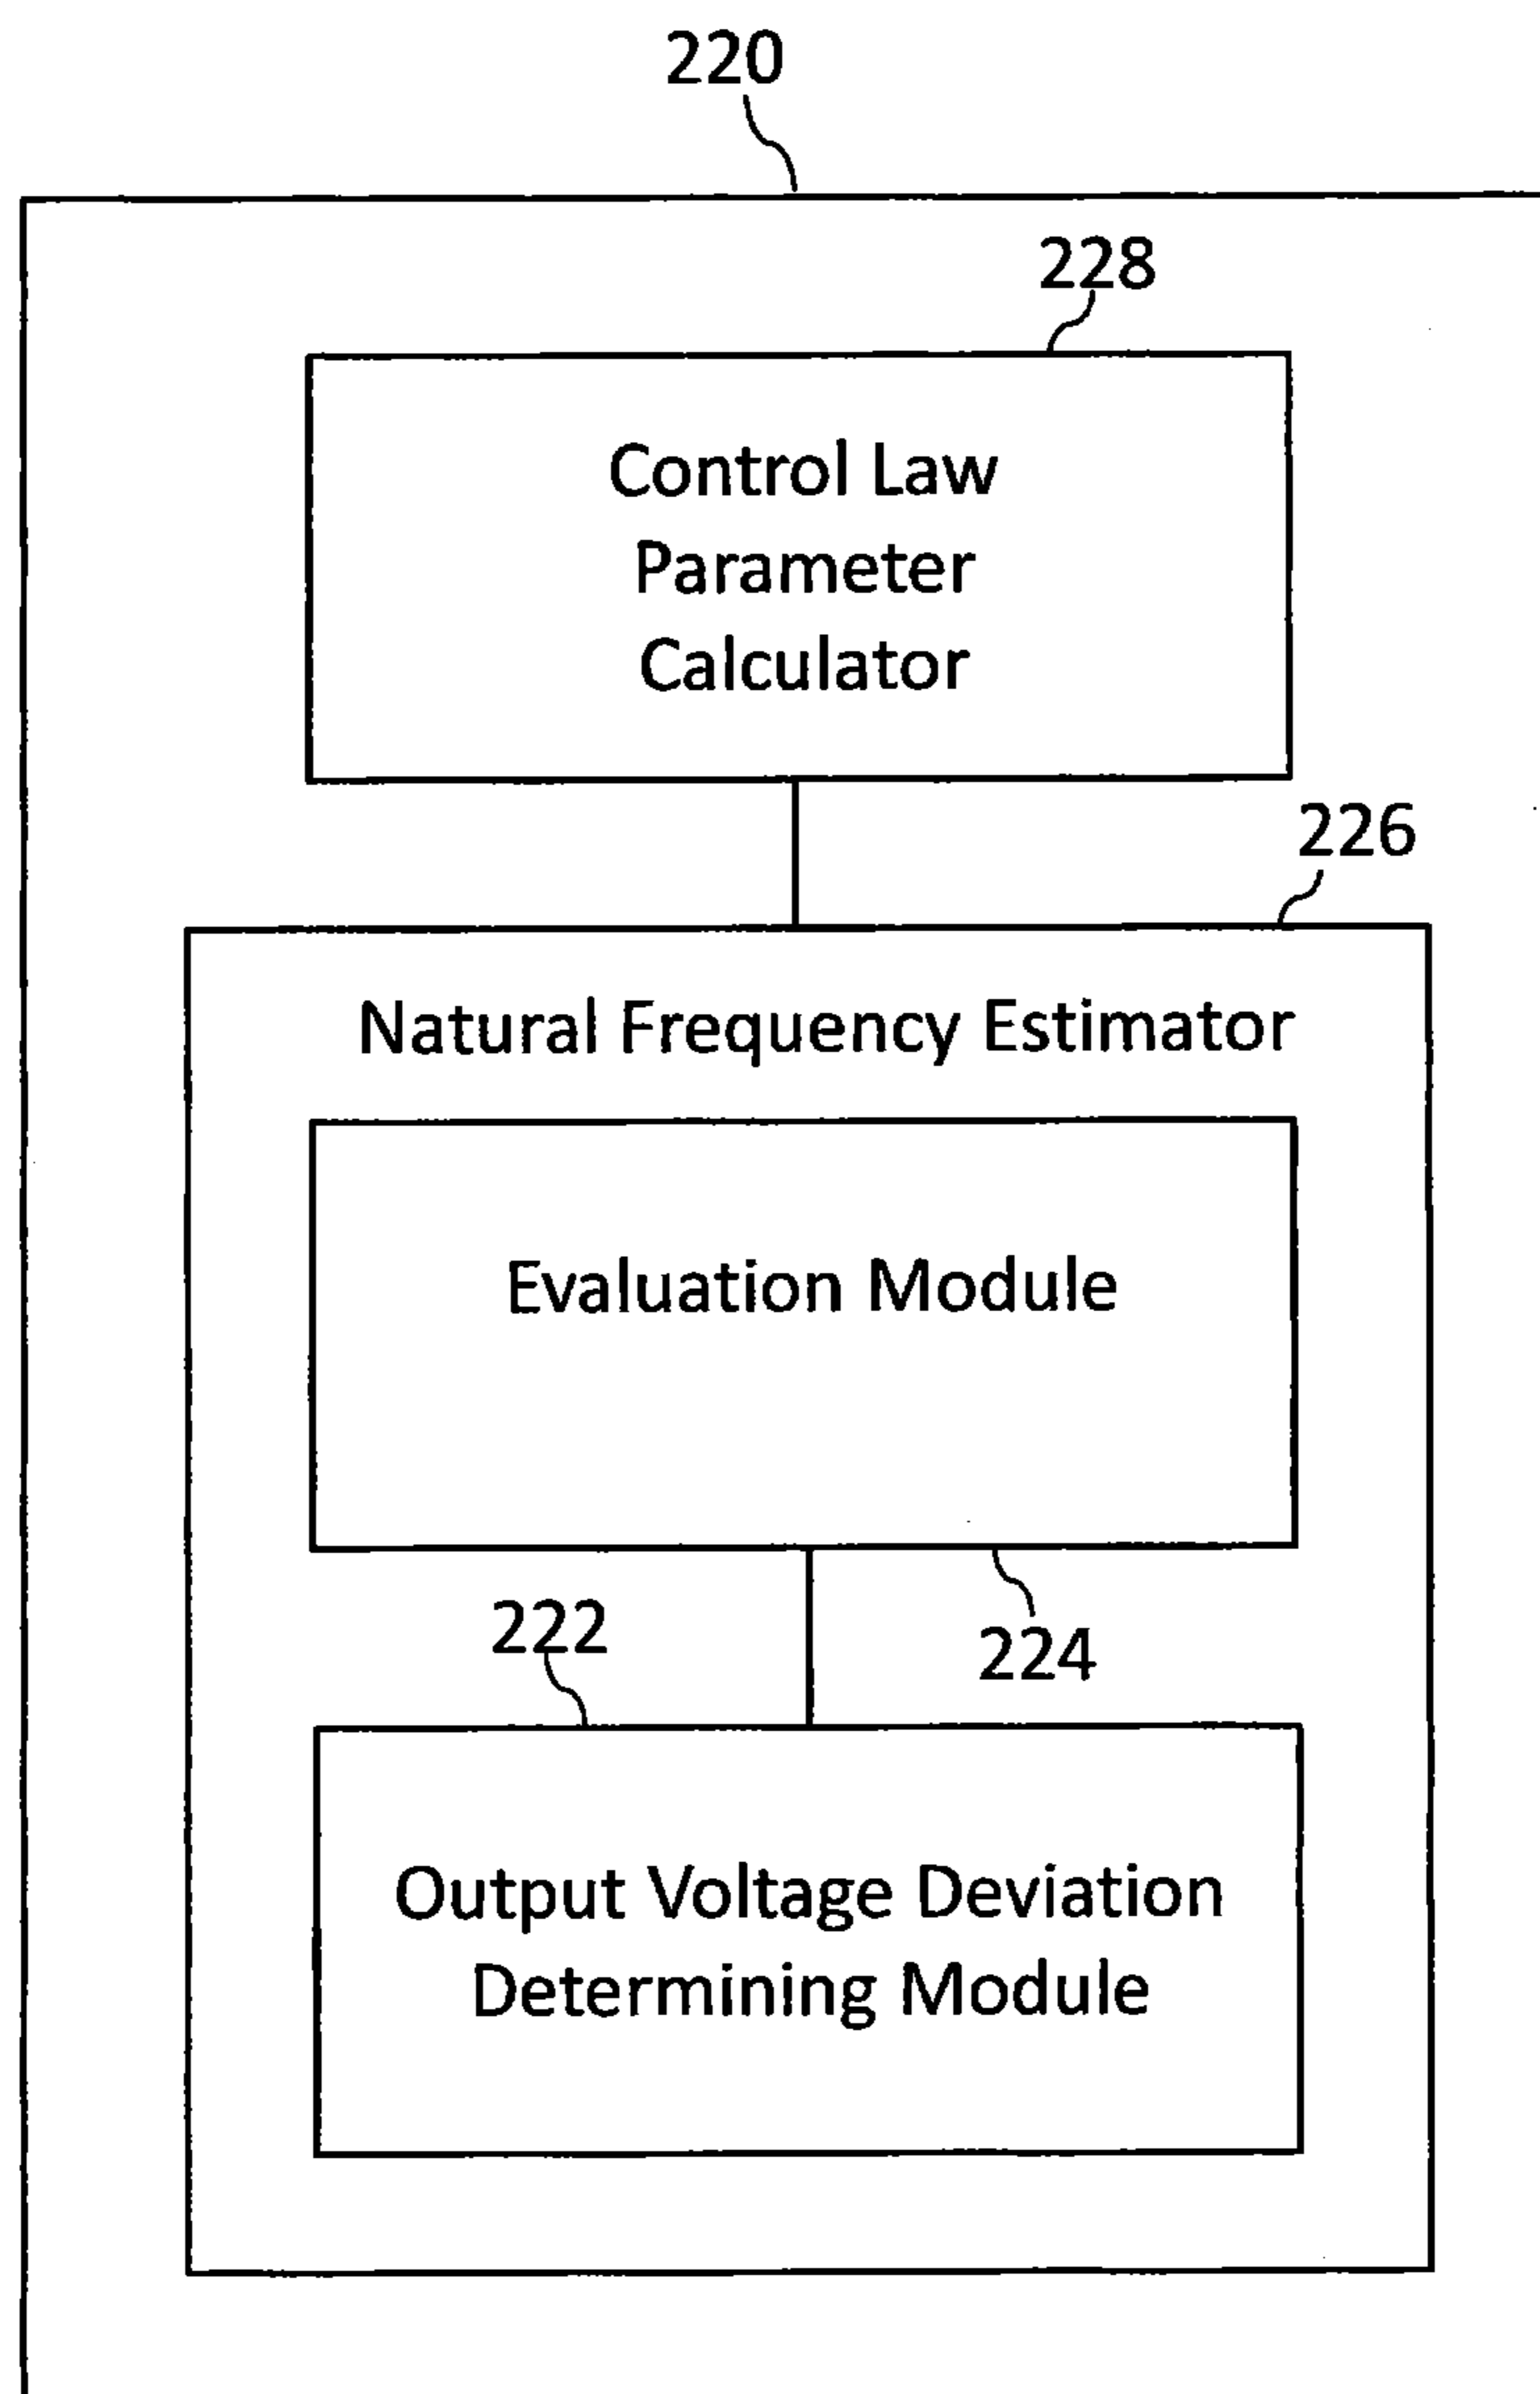 220
228
Control Law
Parameter
Calculator
226
Natural Frequency Estimator
Evaluation Module
222
224
Output Voltage Deviation
Determining Module